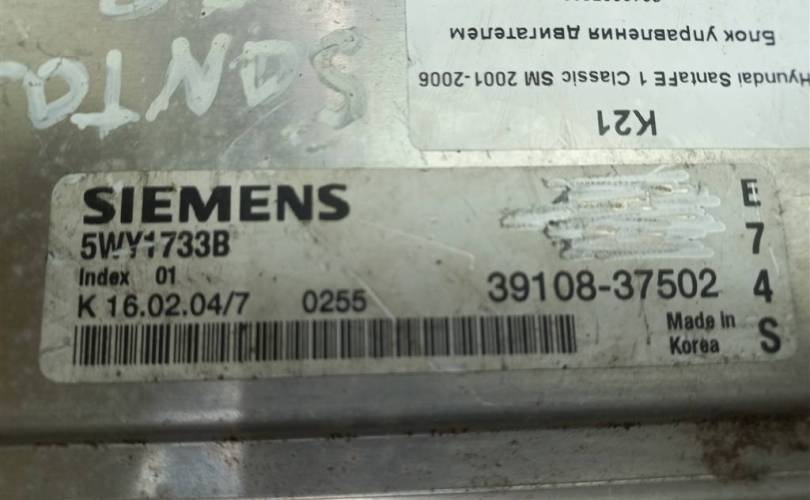 K21
Hyundai SantaFE 1 Classic SM 2001-2006
Блок управления двигателем
SANTA
SIEMENS
5WY1733B
Index 01
K 16.02.04/7 0255
39108-37502
Made in
Korea
E
7
4
S